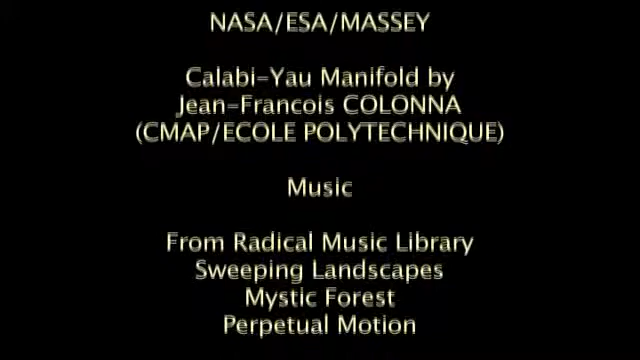 NASA/ESA/MASSEY
Calabi-Yau Manifold by
Jean-Francois COLONNA
(CMAP/ECOLE POLYTECHNIQUE)
Music
From Radical Music Library
Sweeping Landscapes
Mystic Forest
Perpetual Motion